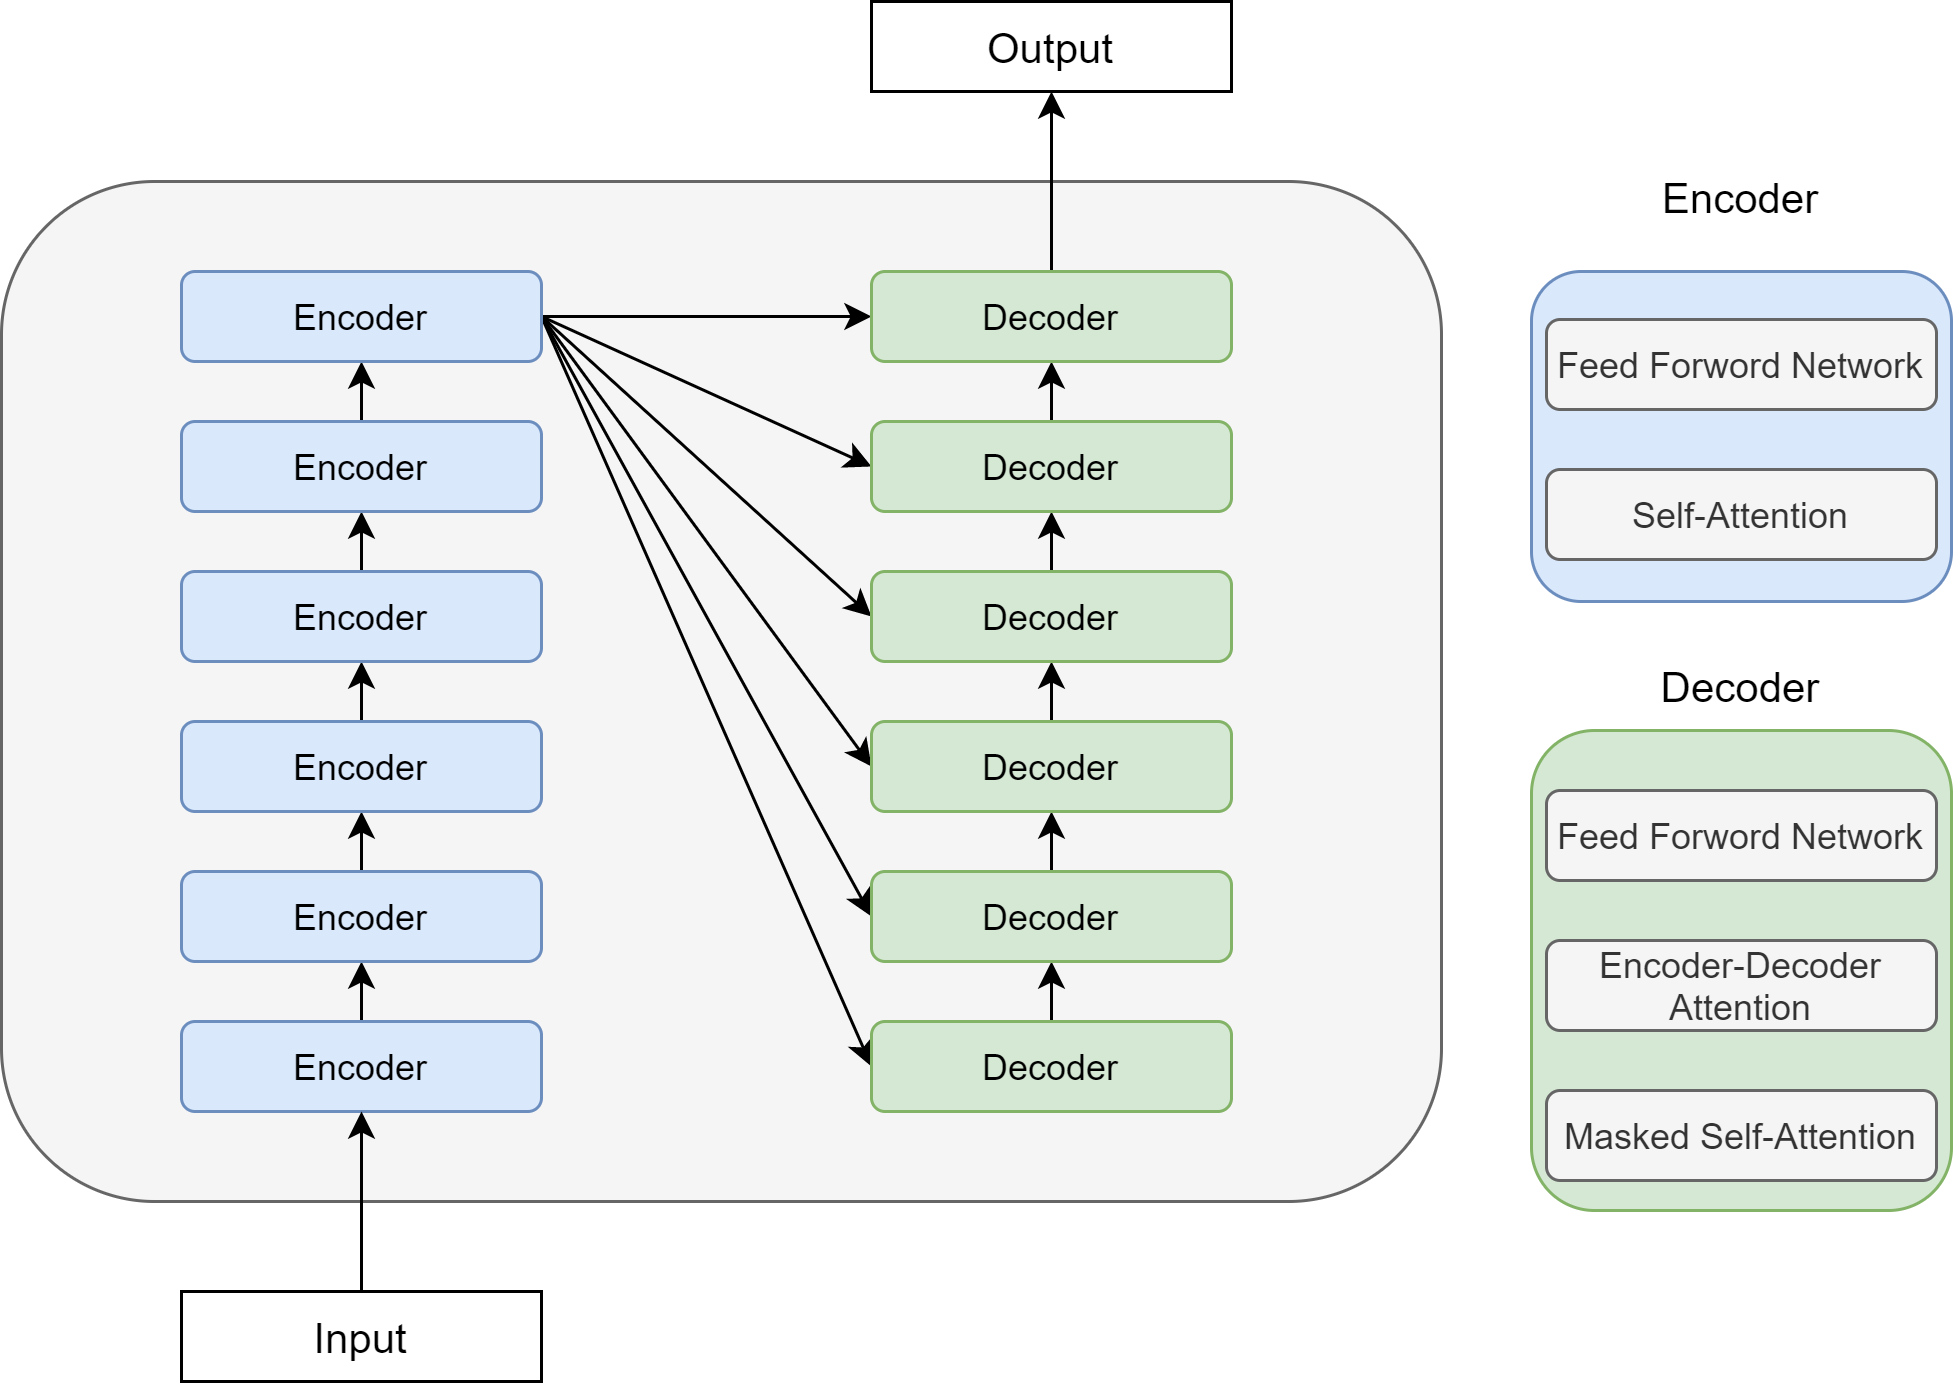 Output
Encoder
Encoder
Encoder
Encoder
Encoder
Encoder
Input
Decoder
Decoder
Decoder
Decoder
Decoder
Decoder
Encoder
Feed Forword Network
Self-Attention
Decoder
Feed Forword Network
Encoder-Decoder
Attention
Masked Self-Attention